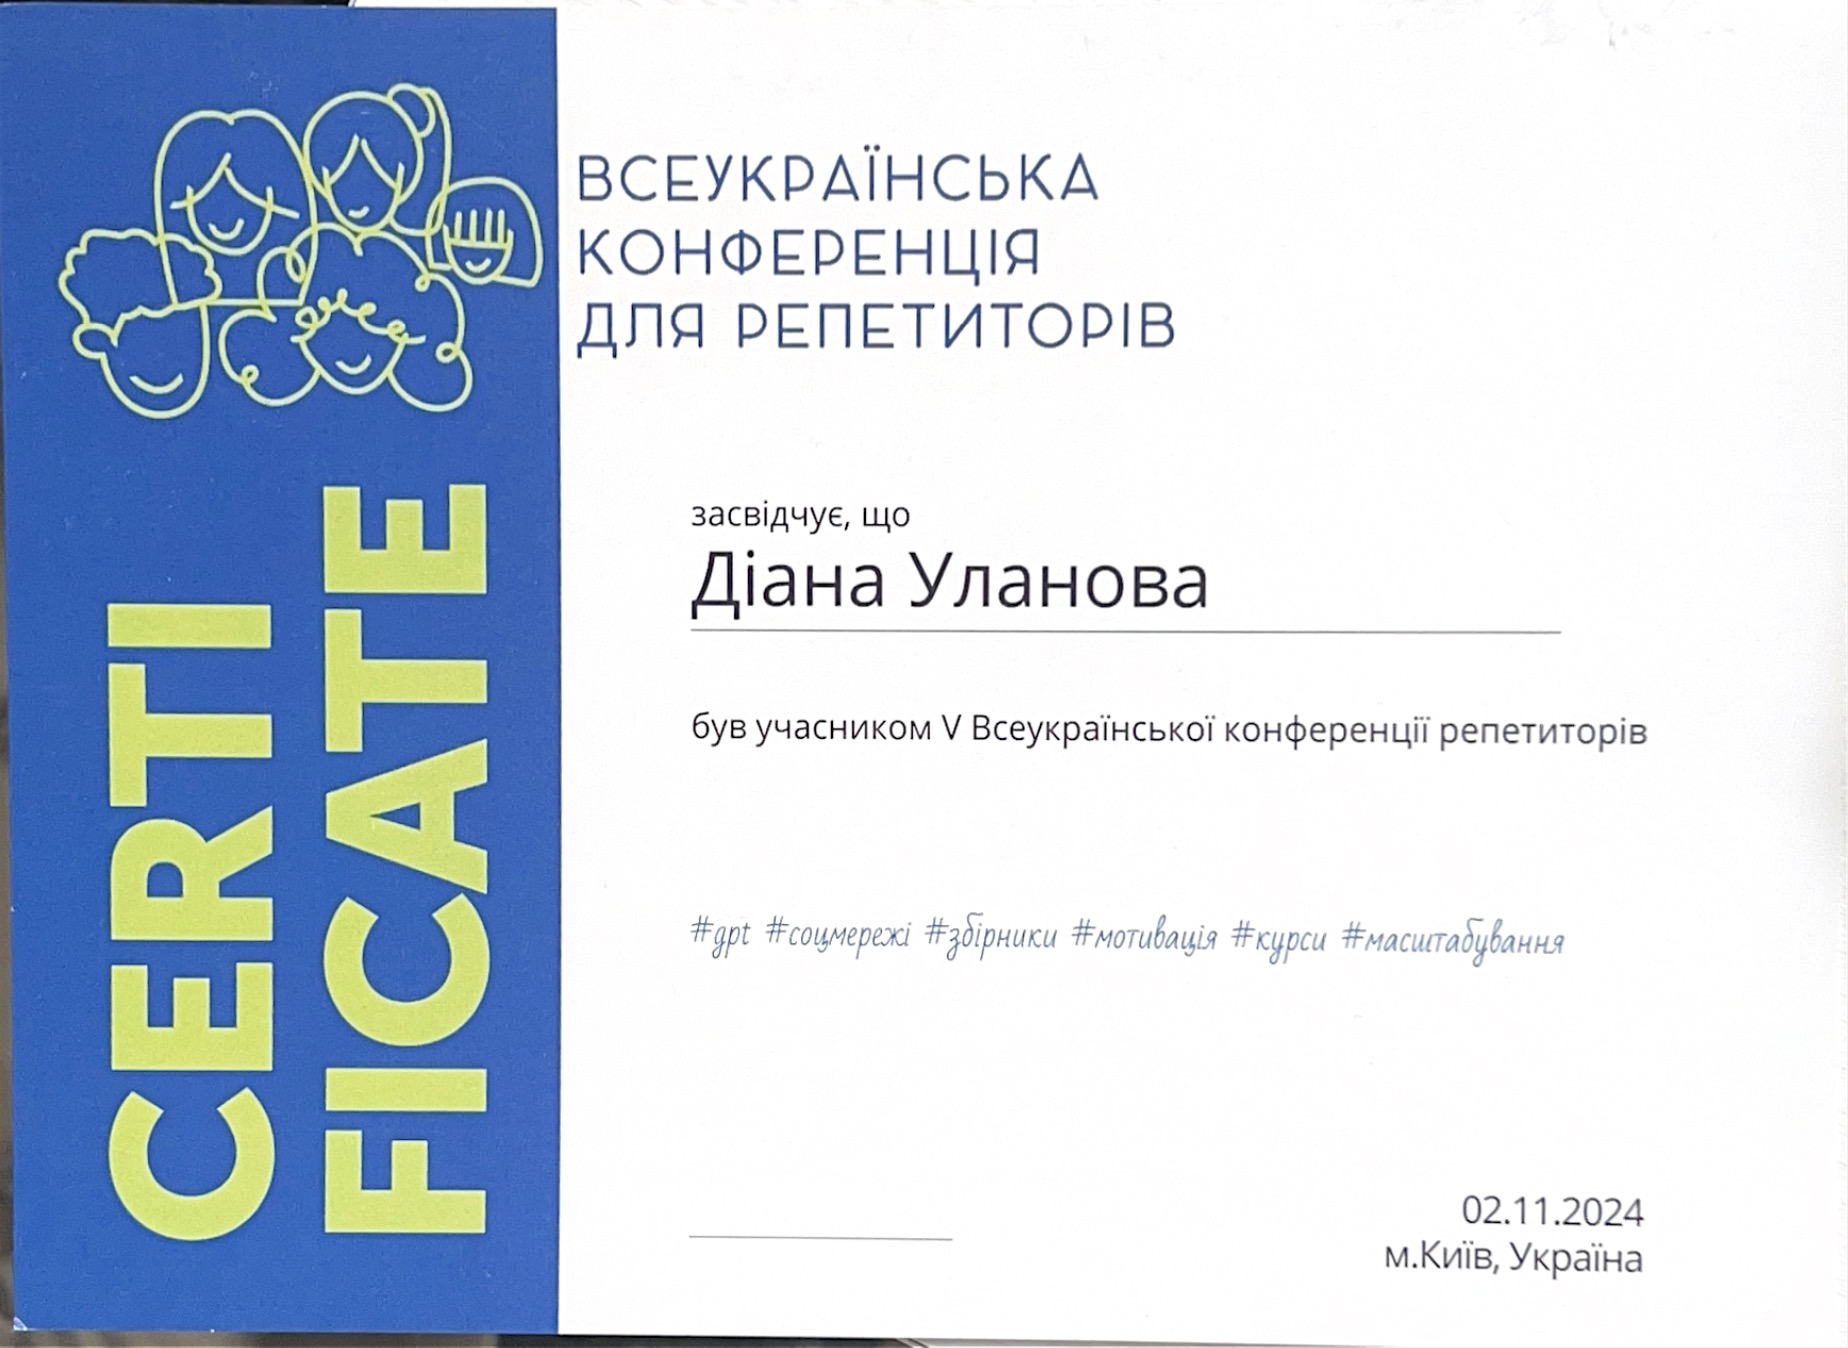 CERTI
FICATE
ВСЕУКРАЇНСЬКА
КОНФЕРЕНЦІЯ
ДЛЯ РЕПЕТИТОРІВ
засвідчує, що
Діана Уланова
був учасником V Всеукраїнської конференції репетиторів
#gpt #соцмережі #збірники #мотивація #курси #масштабування
02.11.2024
м.Київ, Україна